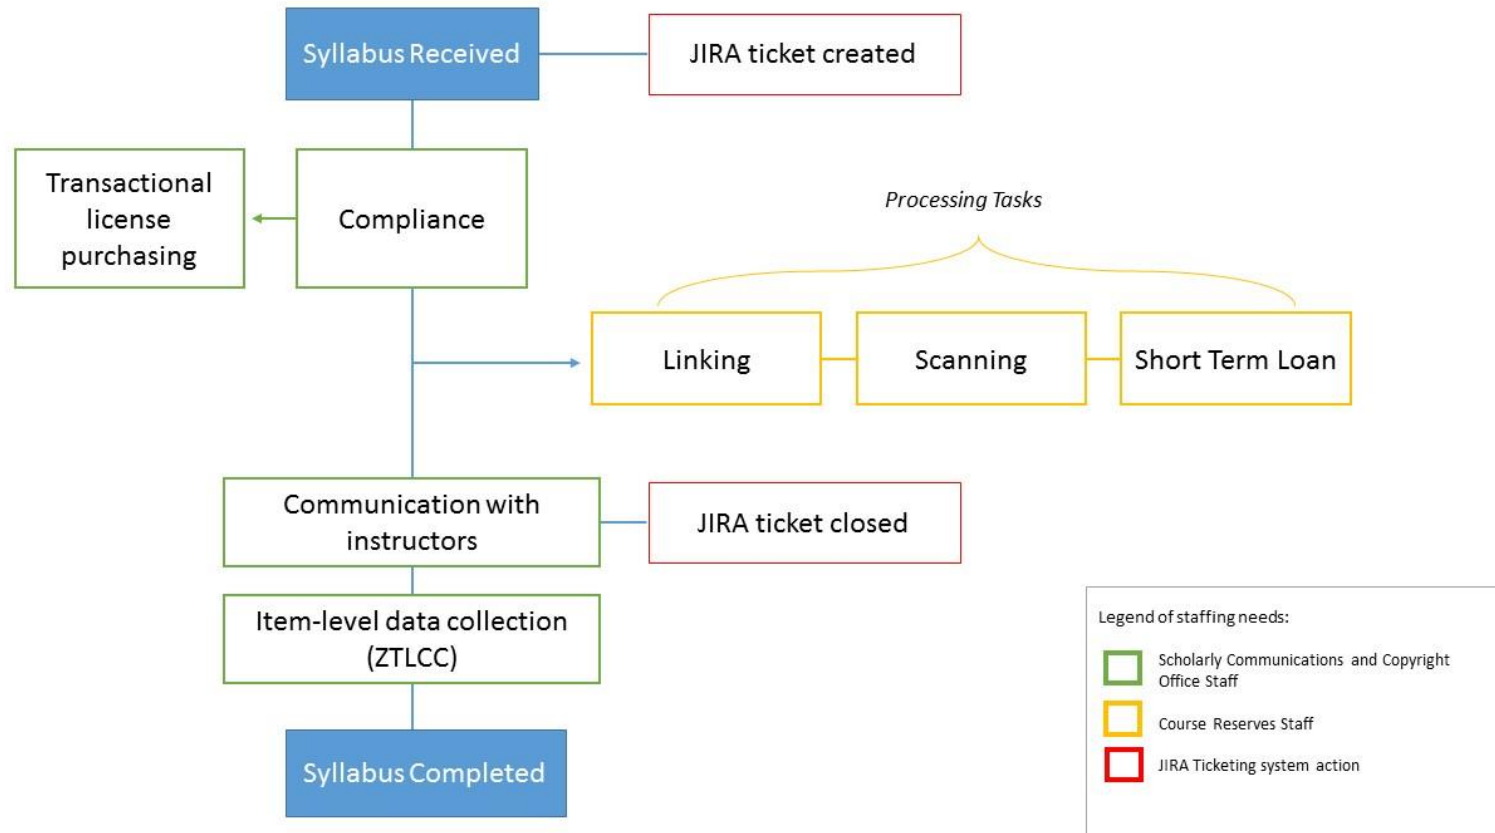 Syllabus Received
JIRA ticket created
Transactional
license
purchasing
Compliance
Processing Tasks
Linking
Scanning
Short Term Loan
Communication with
instructors
JIRA ticket closed
Item-level data collection
(ZTLCC)
Syllabus Completed
Legend of staffing needs:
Scholarly Communications and Copyright
Office Staff
Course Reserves Staff
JIRA Ticketing system action